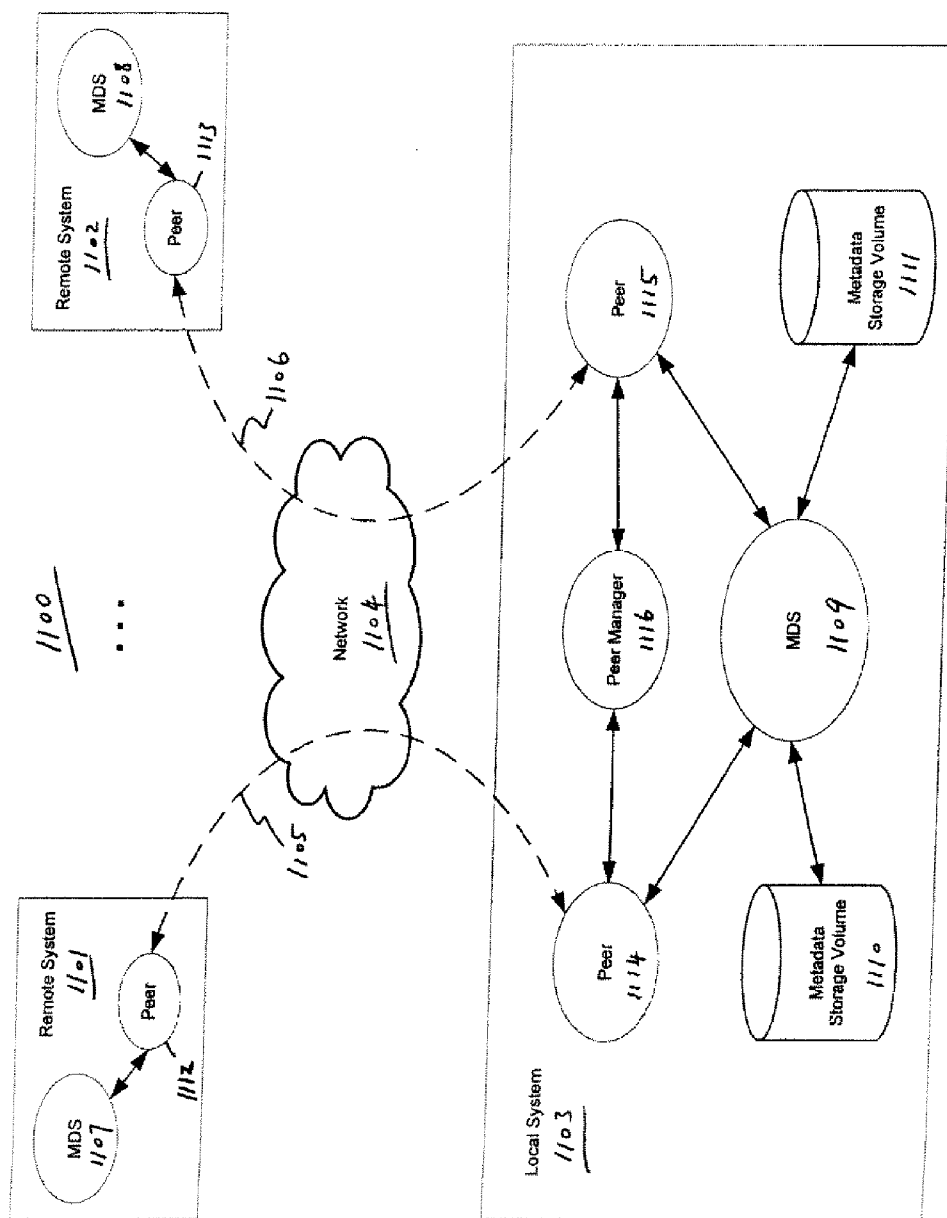 1100
...
Remote System
1101
MDS
1107
Peer
1112
Remote System
1102
MDS
1108
Peer
1113
1105
1106
Network
1104
Local System
1103
Peer
1114
Peer Manager
1116
Peer
1115
MDS
1109
Metadata
Storage Volume
1110
Metadata
Storage Volume
1111